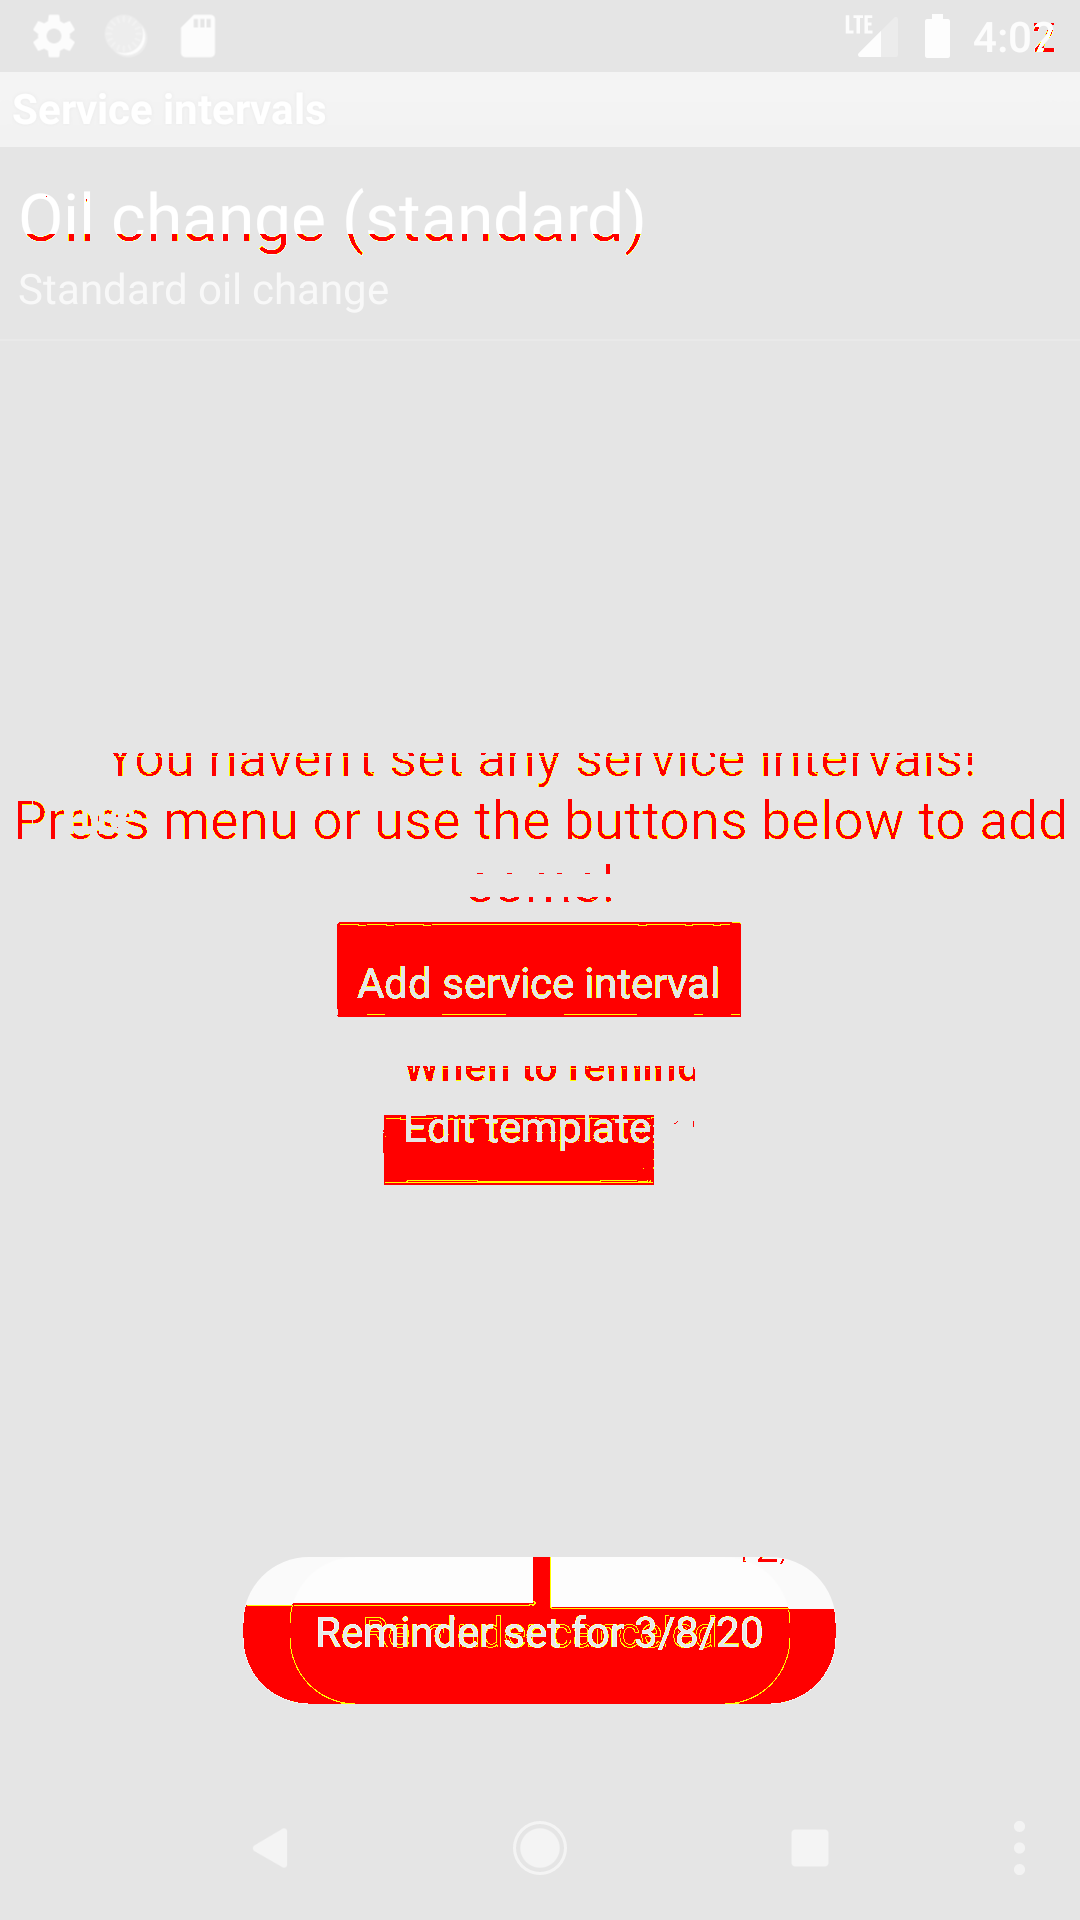 LTE 4:02
Service intervals
Oil change (standard)
Standard oil change
You haven't set any service intervals!
Press menu or use the buttons below to add
some!
Add service interval
When to remind
Edit template
Reminder set for 3/8/20